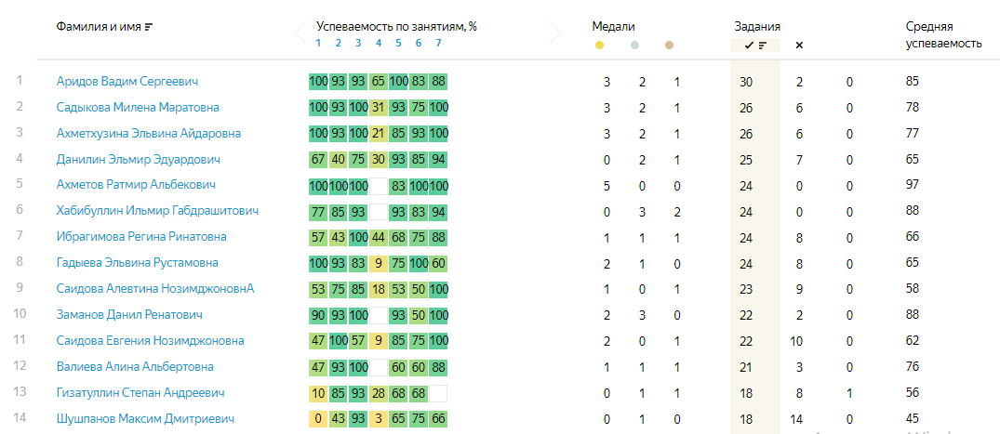 Фамилия и имя Успеваемость по занятиям, % Медали Задания Средняя успеваемость
1 2 3 4 5 6 7
1 Аридов Вадим Сергеевич 100 93 93 65 100 83 88 3 2 1 30 2 0 85
2 Садыкова Милена Маратовна 100 93 100 31 93 75 100 3 2 1 26 6 0 78
3 Ахметхузина Эльвина Айдаровна 100 93 100 21 85 93 100 3 2 1 26 6 0 77
4 Данилин Эльмир Эдуардович 67 40 75 30 93 85 94 0 2 1 25 7 0 65
5 Ахметов Ратмир Альбекович 100 100 100 83 100 100 5 0 0 24 0 0 97
6 Хабибуллин Ильмир Габдрашитович 77 85 93 93 83 94 0 3 2 24 0 0 88
7 Ибрагимова Регина Ринатовна 57 43 100 44 68 75 88 1 1 1 24 8 0 66
8 Гадыева Эльвина Рустамовна 100 93 83 9 75 100 60 2 1 0 24 8 0 65
9 Саидова Алевтина НозимджоновнА 53 75 85 18 53 50 100 1 0 1 23 9 0 58
10 Заманов Данил Ренатович 90 93 100 93 50 100 2 3 0 22 2 0 88
11 Саидова Евгения Нозимджоновна 47 100 57 9 85 75 100 2 0 1 22 10 0 62
12 Валиева Алина Альбертовна 47 93 100 60 60 88 1 1 1 21 3 0 76
13 Гизатуллин Степан Андреевич 10 85 93 28 68 68 0 1 1 18 8 1 56
14 Шушпанов Максим Дмитриевич 0 43 93 3 65 75 66 0 1 0 18 14 0 45